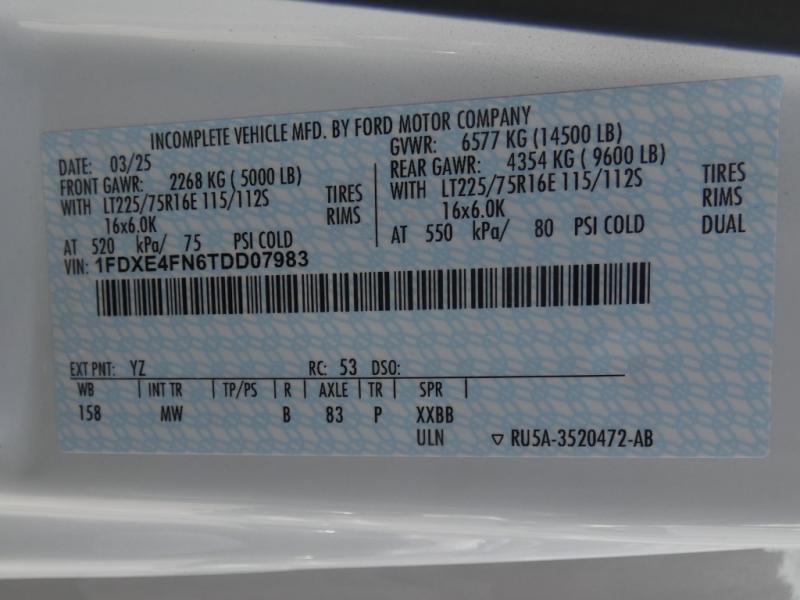 INCOMPLETE VEHICLE MFD. BY FORD MOTOR COMPANY
DATE: 03/25 GVWR: 6577 KG (14500 LB)
FRONT GAWR: 2268 KG ( 5000 LB) REAR GAWR: 4354 KG ( 9600 LB)
WITH LT225/75R16E 115/112S TIRES WITH LT225/75R16E 115/112S TIRES
16x6.0K RIMS 16x6.0K RIMS
AT 520 kPa/ 75 PSI COLD AT 550 kPa/ 80 PSI COLD DUAL
VIN: 1FDXE4FN6TDD07983
EXT PNT: YZ RC: 53 DSO:
WB | INT TR | TP/PS | R | AXLE | TR | SPR |
158 MW B 83 P XXBB
ULN ▽ RU5A-3520472-AB